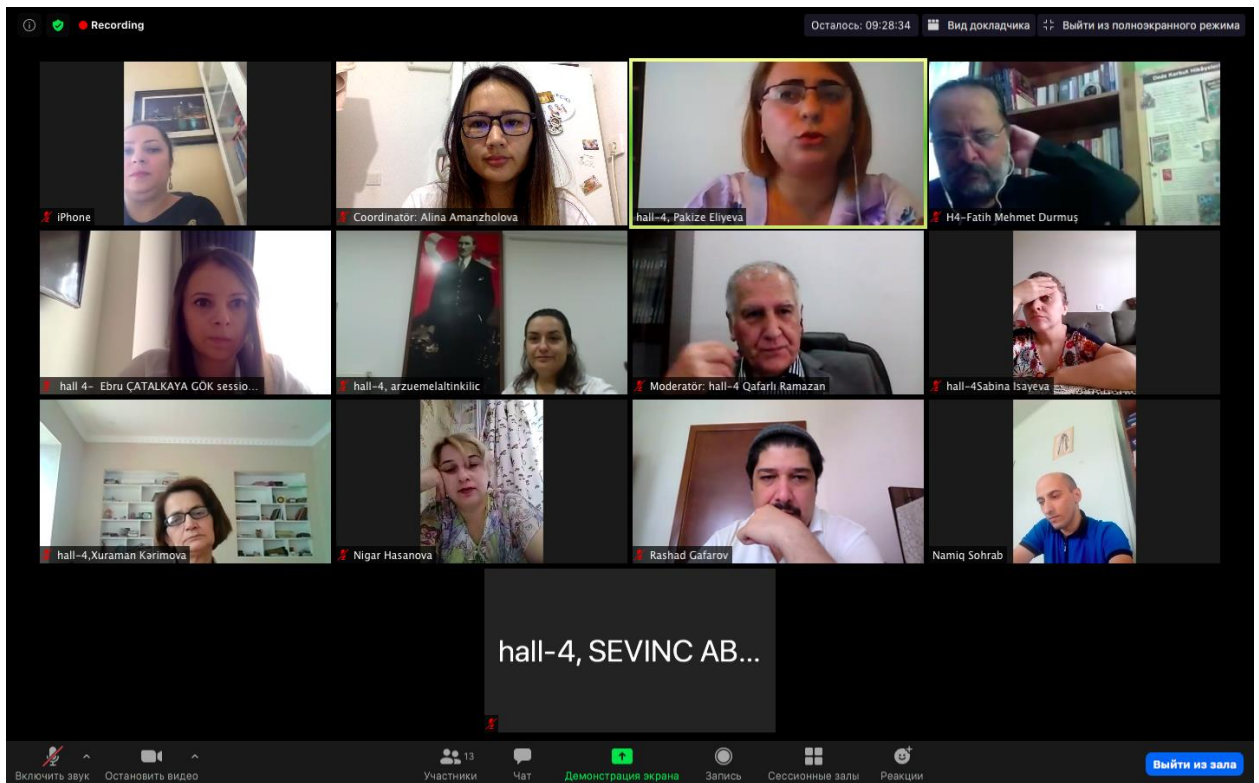 Recording
Осталось: 09:28:34
Вид докладчика
Выйти из полноэкранного режима
iPhone
Coordinatör: Alina Amanzholova
hall-4, Pakize Eliyeva
H4-Fatih Mehmet Durmuş
Dede Korkut Hikâyeleri
hall 4- Ebru ÇATALKAYA GÖK sessio...
hall-4, arzuemelaltinkilic
Moderatör: hall-4 Qafarlı Ramazan
hall-4Sabina Isayeva
hall-4,Xuraman Kərimova
Nigar Hasanova
Rashad Gafarov
Namiq Sohrab
hall-4, SEVINC AB...
Включить звук
Остановить видео
13
Участники
Чат
Демонстрация экрана
Запись
Сессионные залы
Реакции
Выйти из зала